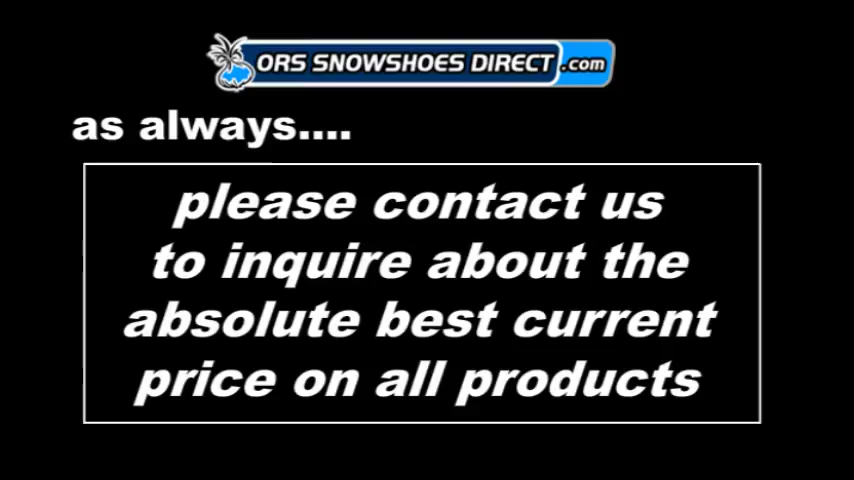 ORS SNOWSHOES DIRECT.com
as always....
please contact us
to inquire about the
absolute best current
price on all products